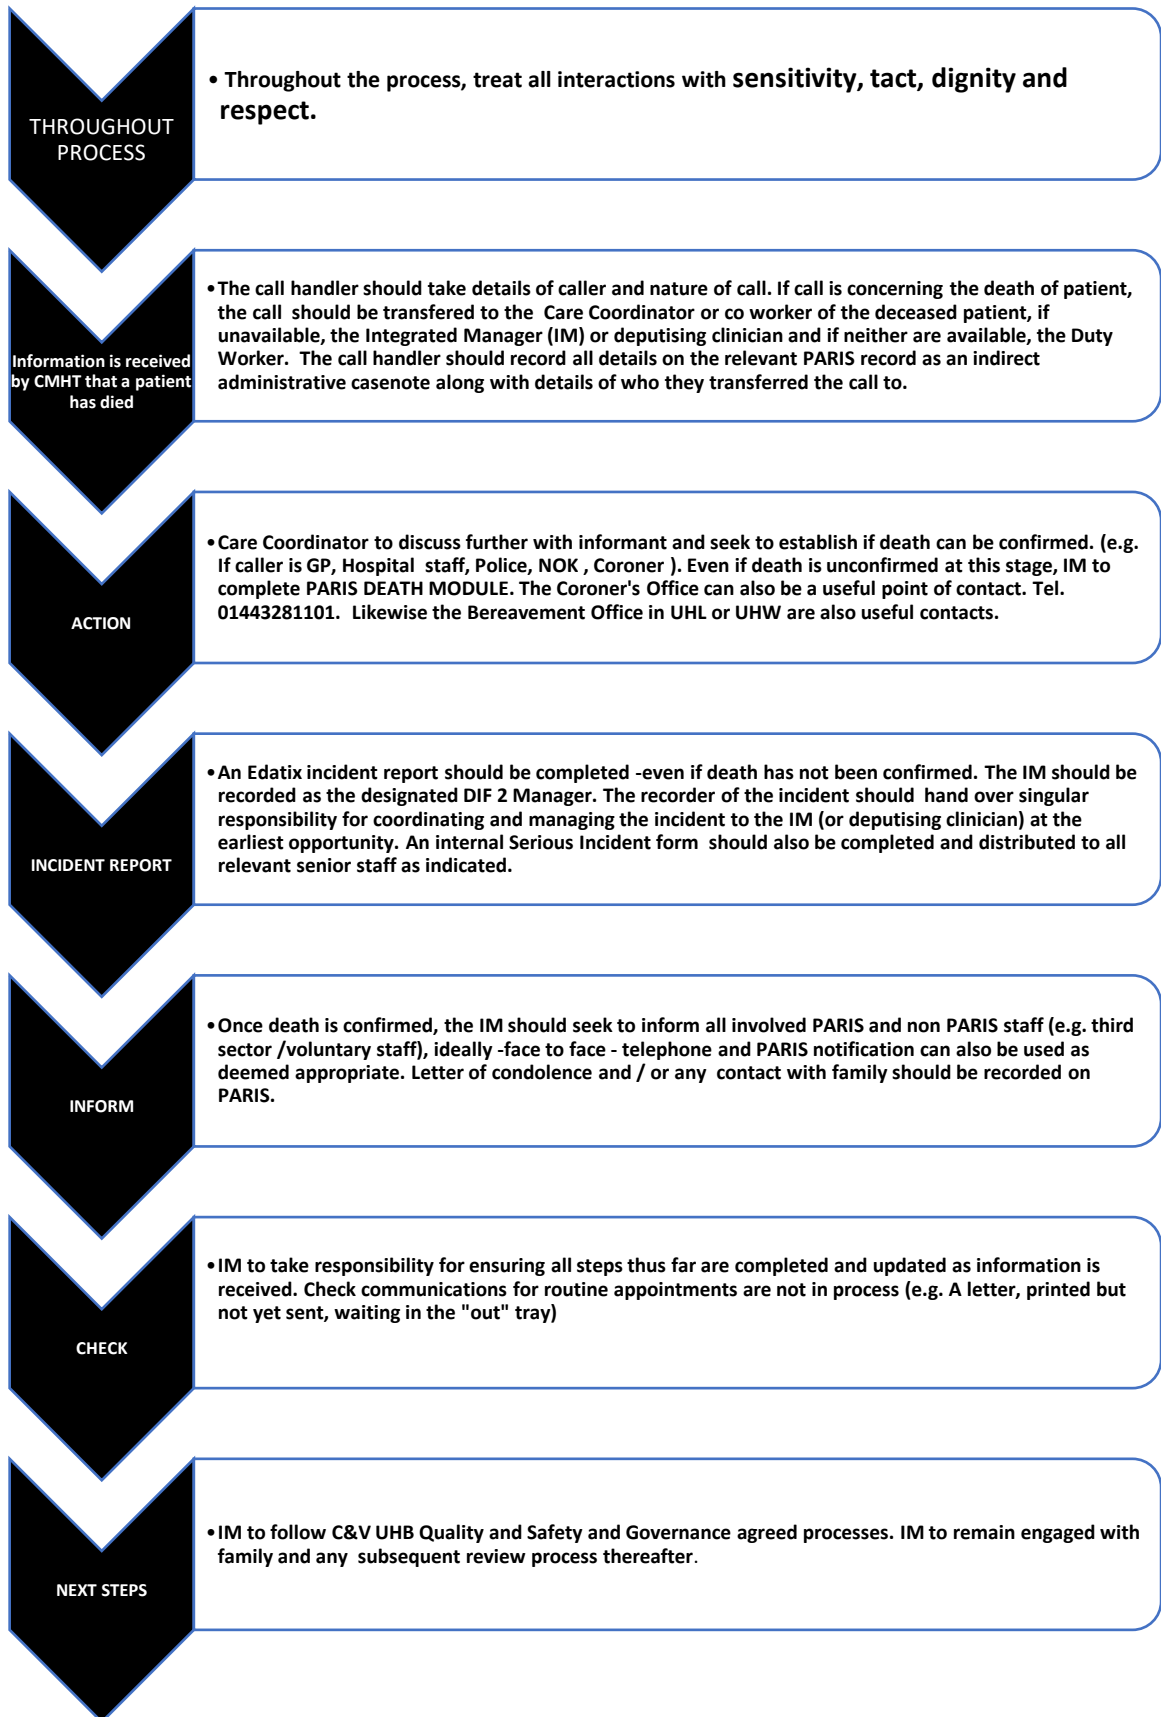 THROUGHOUT
PROCESS
• Throughout the process, treat all interactions with sensitivity, tact, dignity and
respect.
Information is received
by CMHT that a patient
has died
•The call handler should take details of caller and nature of call. If call is concerning the death of patient,
the call should be transfered to the Care Coordinator or co worker of the deceased patient, if
unavailable, the Integrated Manager (IM) or deputising clinician and if neither are available, the Duty
Worker. The call handler should record all details on the relevant PARIS record as an indirect
administrative casenote along with details of who they transferred the call to.
ACTION
•Care Coordinator to discuss further with informant and seek to establish if death can be confirmed. (e.g.
If caller is GP, Hospital staff, Police, NOK , Coroner ). Even if death is unconfirmed at this stage, IM to
complete PARIS DEATH MODULE. The Coroner's Office can also be a useful point of contact. Tel.
01443281101. Likewise the Bereavement Office in UHL or UHW are also useful contacts.
INCIDENT REPORT
•An Edatix incident report should be completed -even if death has not been confirmed. The IM should be
recorded as the designated DIF 2 Manager. The recorder of the incident should hand over singular
responsibility for coordinating and managing the incident to the IM (or deputising clinician) at the
earliest opportunity. An internal Serious Incident form should also be completed and distributed to all
relevant senior staff as indicated.
INFORM
•Once death is confirmed, the IM should seek to inform all involved PARIS and non PARIS staff (e.g. third
sector /voluntary staff), ideally -face to face - telephone and PARIS notification can also be used as
deemed appropriate. Letter of condolence and / or any contact with family should be recorded on
PARIS.
CHECK
•IM to take responsibility for ensuring all steps thus far are completed and updated as information is
received. Check communications for routine appointments are not in process (e.g. A letter, printed but
not yet sent, waiting in the "out" tray)
NEXT STEPS
•IM to follow C&V UHB Quality and Safety and Governance agreed processes. IM to remain engaged with
family and any subsequent review process thereafter.